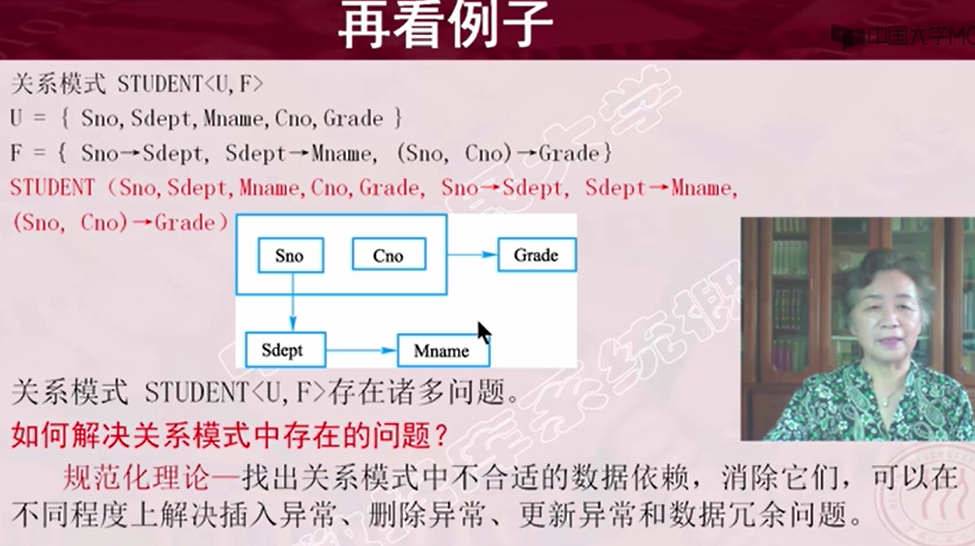 再看例子
中国大学MO
关系模式 STUDENT<U,F>
U = { Sno,Sdept,Mname,Cno,Grade }
F = { Sno→Sdept, Sdept→Mname, (Sno, Cno)→Grade}
STUDENT（Sno,Sdept,Mname,Cno,Grade, Sno→Sdept, Sdept→Mname,
(Sno, Cno)→Grade）
Sno Cno Grade
Sdept Mname
关系模式 STUDENT<U,F>存在诸多问题。
如何解决关系模式中存在的问题？
规范化理论—找出关系模式中不合适的数据依赖，消除它们，可以在
不同程度上解决插入异常、删除异常、更新异常和数据冗余问题。